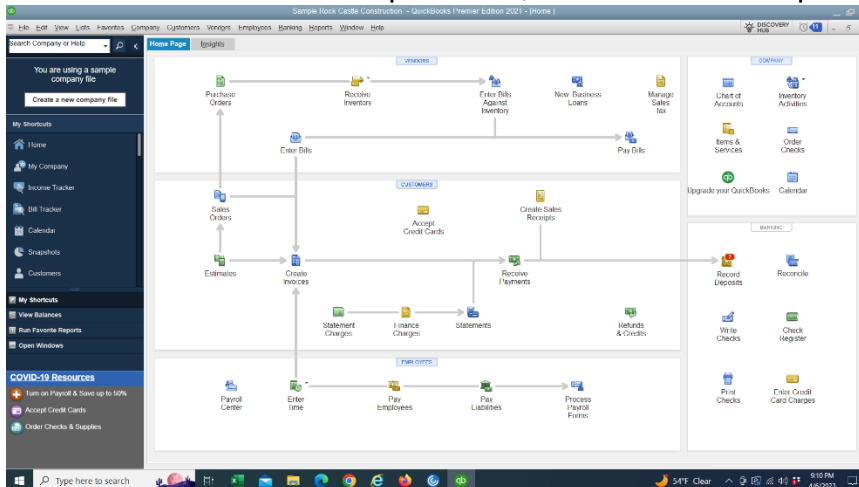 Sample Rock Castle Construction - QuickBooks Premier Edition 2021 - [Home]
File Edit View Lists Favorites Company Customers Vendors Employees Banking Reports Window Help
DISCOVERY HUB
11
Search Company or Help
Home Page Insights
You are using a sample
company file
Create a new company file
My Shortcuts
Home
My Company
Income Tracker
Bill Tracker
Calendar
Snapshots
Customers
My Shortcuts
View Balances
Run Favorite Reports
Open Windows
COVID-19 Resources
Turn on Payroll & Save up to 50%
Accept Credit Cards
Order Checks & Supplies
VENDORS
Purchase
Orders
Receive
Inventory
Enter Bills
Against
Inventory
New Business
Loans
Manage
Sales
Tax
Enter Bills
Pay Bills
CUSTOMERS
Sales
Orders
Accept
Credit Cards
Create Sales
Receipts
Estimates
Create
Invoices
Receive
Payments
Statement
Charges
Finance
Charges
Statements
Refunds
& Credits
EMPLOYEES
Payroll
Center
Enter
Time
Pay
Employees
Pay
Liabilities
Process
Payroll
Forms
COMPANY
Chart of
Accounts
Inventory
Activities
Items &
Services
Order
Checks
Upgrade your QuickBooks
Calendar
BANKING
Record
Deposits
Reconcile
Write
Checks
Check
Register
Print
Checks
Enter Credit
Card Charges
Type here to search
54°F Clear
9:10 PM